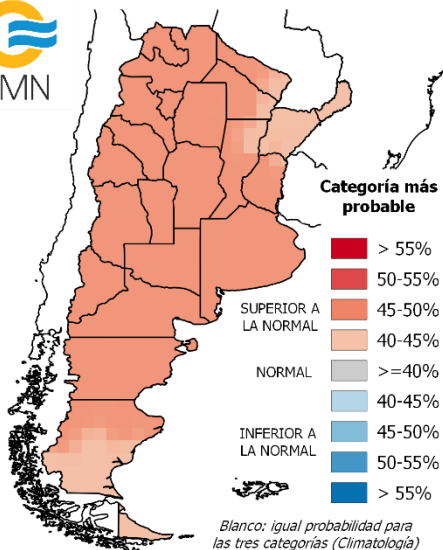 MN
Categoría más
probable
> 55%
50-55%
SUPERIOR A
LA NORMAL
45-50%
40-45%
NORMAL
>=40%
40-45%
INFERIOR A
LA NORMAL
45-50%
50-55%
> 55%
Blanco: igual probabilidad para
las tres categorías (Climatología)